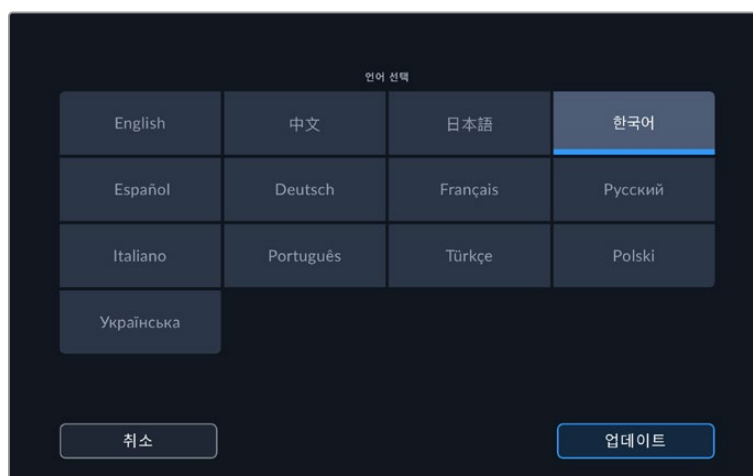 언어 선택
English 中文 日本語 한국어
Español Deutsch Français Русский
Italiano Português Türkçe Polski
Українська
취소 업데이트